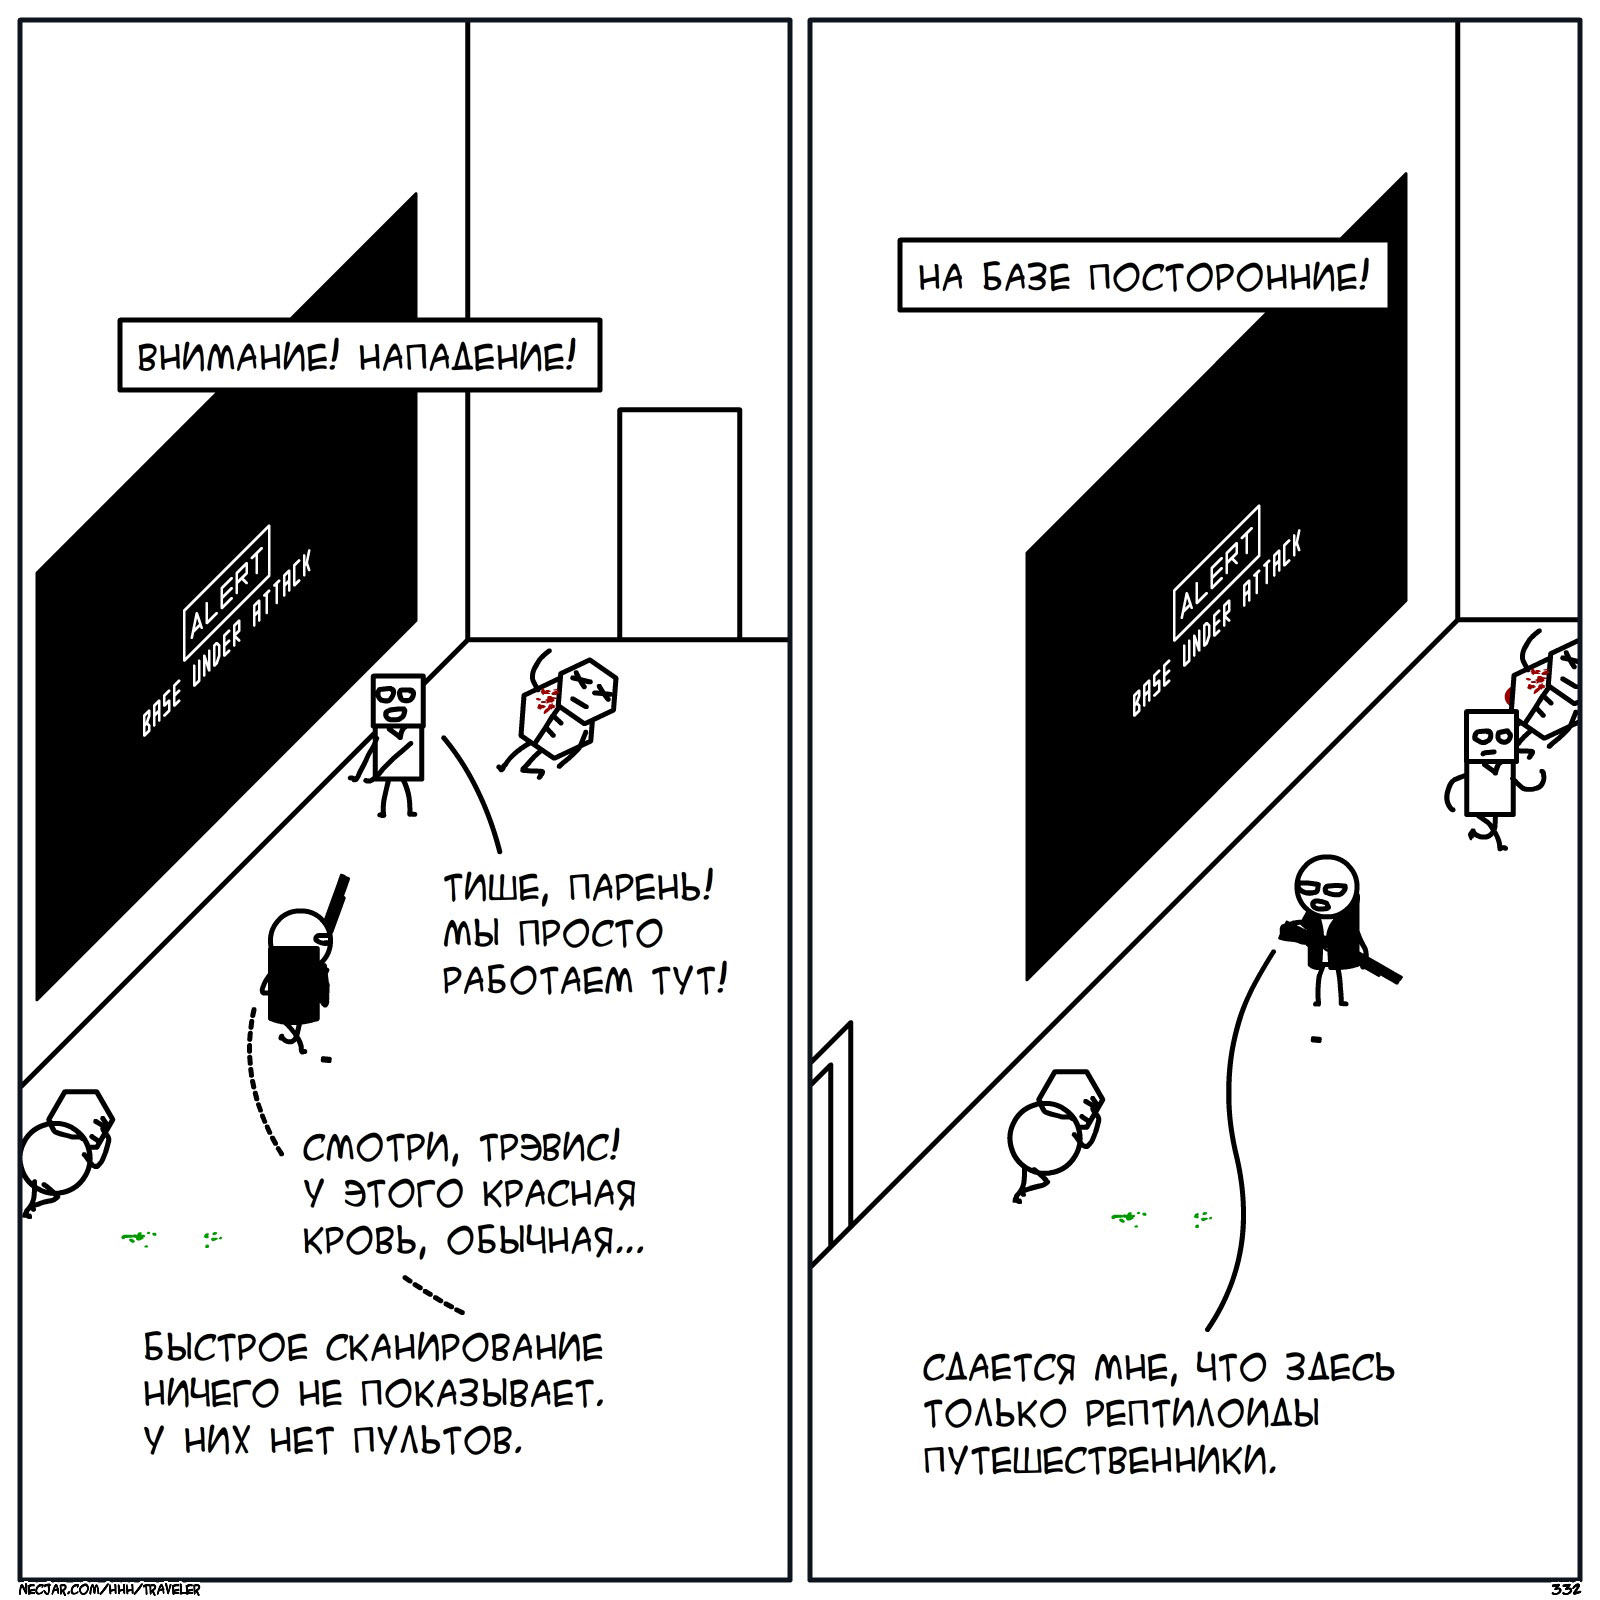 ВНИМАНИЕ! НАПАДЕНИЕ!
ALERT
BASE UNDER ATTACK
ТИШЕ, ПАРЕНЬ!
МЫ ПРОСТО
РАБОТАЕМ ТУТ!
СМОТРИ, ТРЭВИС!
У ЭТОГО КРАСНАЯ
КРОВЬ, ОБЫЧНАЯ...
БЫСТРОЕ СКАНИРОВАНИЕ
НИЧЕГО НЕ ПОКАЗЫВАЕТ.
У НИХ НЕТ ПУЛЬТОВ.
НА БАЗЕ ПОСТОРОННИЕ!
ALERT
BASE UNDER ATTACK
СДАЕТСЯ МНЕ, ЧТО ЗДЕСЬ
ТОЛЬКО РЕПТИЛОИДЫ
ПУТЕШЕСТВЕННИКИ.
NECJAR.COM/HHH/TRAVELER
332